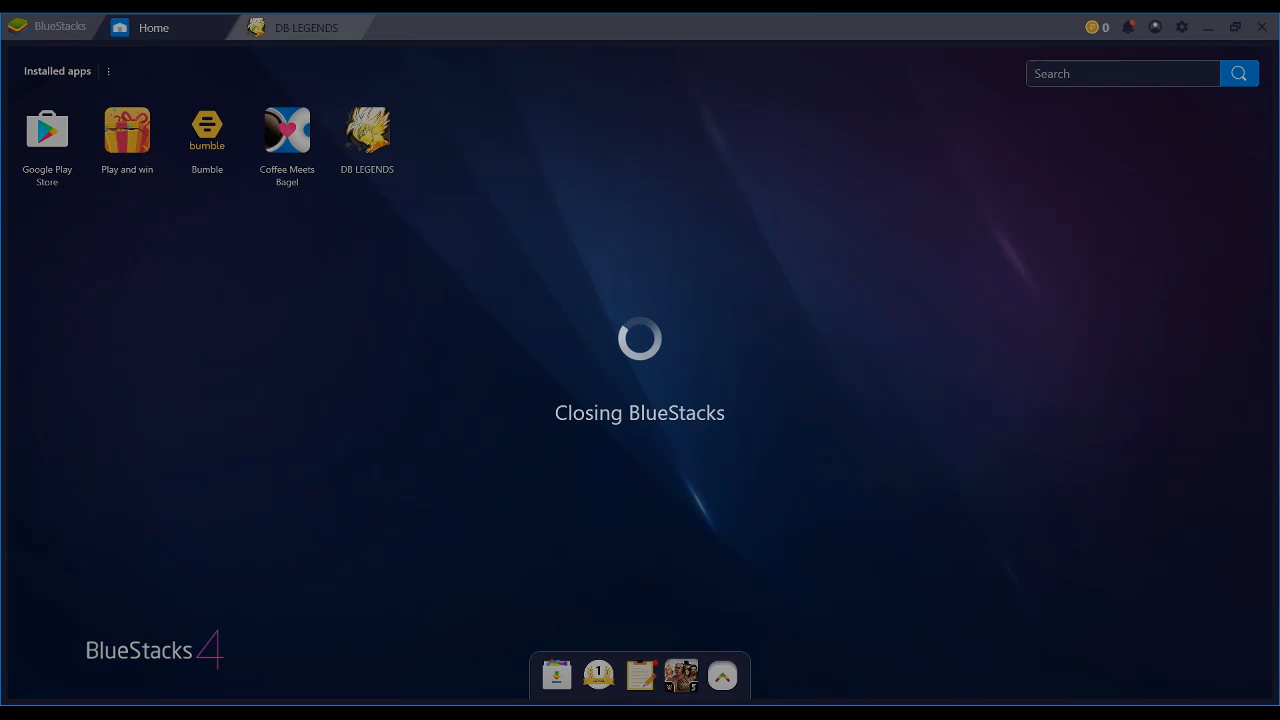 BlueStacks
Home
DB LEGENDS
0
Installed apps
Search
bumble
Google Play
Store
Play and win
Bumble
Coffee Meets
Bagel
DB LEGENDS
Closing BlueStacks
BlueStacks 4
1